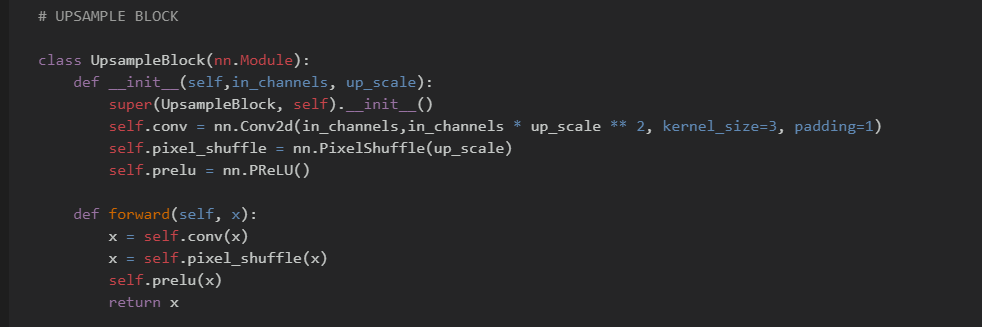 # UPSAMPLE BLOCK
class UpsampleBlock(nn.Module):
    def __init__(self,in_channels, up_scale):
        super(UpsampleBlock, self).__init__()
        self.conv = nn.Conv2d(in_channels,in_channels * up_scale ** 2, kernel_size=3, padding=1)
        self.pixel_shuffle = nn.PixelShuffle(up_scale)
        self.prelu = nn.PReLU()
    def forward(self, x):
        x = self.conv(x)
        x = self.pixel_shuffle(x)
        self.prelu(x)
        return x